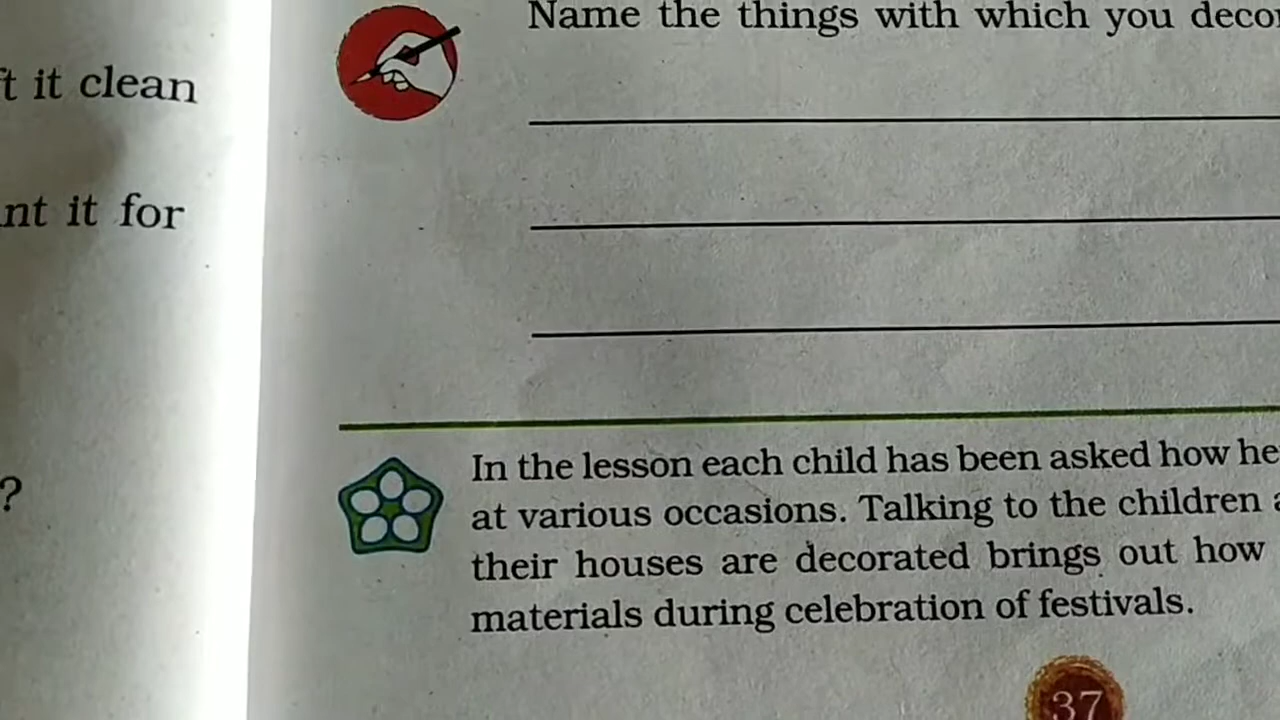 t it clean
nt it for
?
Name the things with which you deco
In the lesson each child has been asked how he
at various occasions. Talking to the children a
their houses are decorated brings out how
materials during celebration of festivals.
37